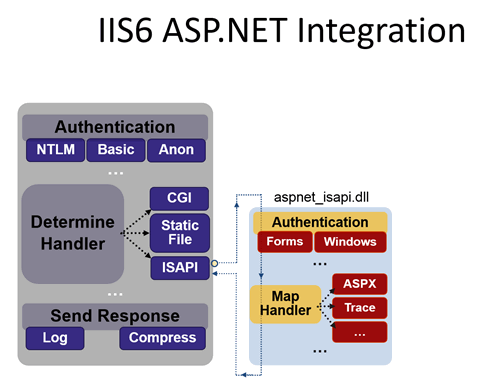 IIS6 ASP.NET Integration
Authentication
NTLM Basic Anon
...
Determine
Handler
CGI
Static
File
ISAPI
...
Send Response
Log Compress
aspnet_isapi.dll
Authentication
Forms Windows
...
Map
Handler
ASPX
Trace
...
...